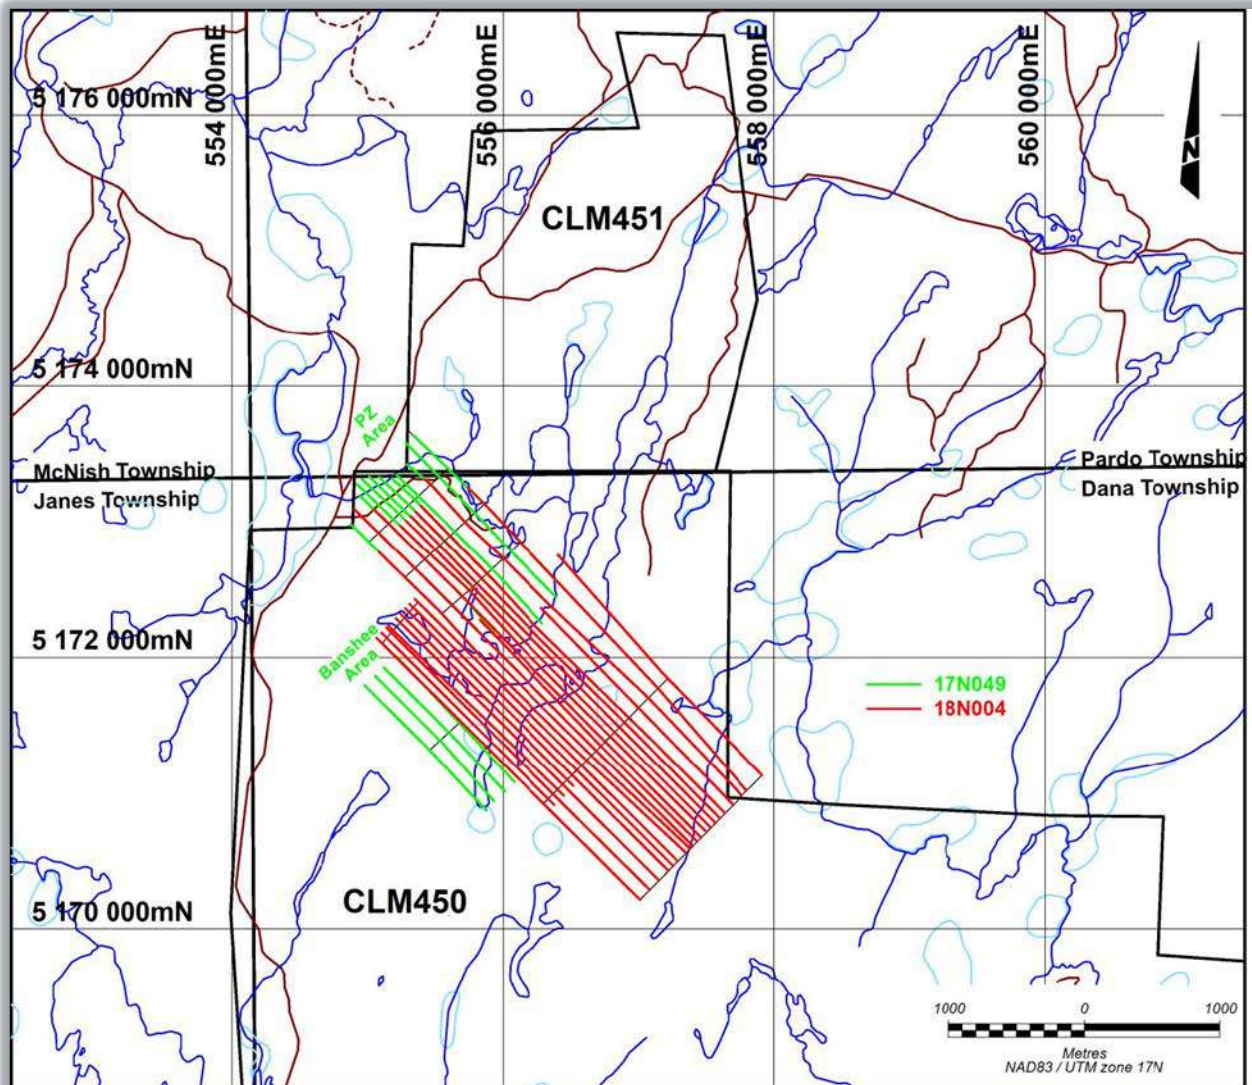 554 000mE
556 000mE
558 000mE
560 000mE
5 176 000mN
N
CLM451
5 174 000mN
PZ
Area
McNish Township
Janes Township
Pardo Township
Dana Township
5 172 000mN
Banshee
Area
17N049
18N004
CLM450
5 170 000mN
1000 0 1000
Metres
NAD83 / UTM zone 17N